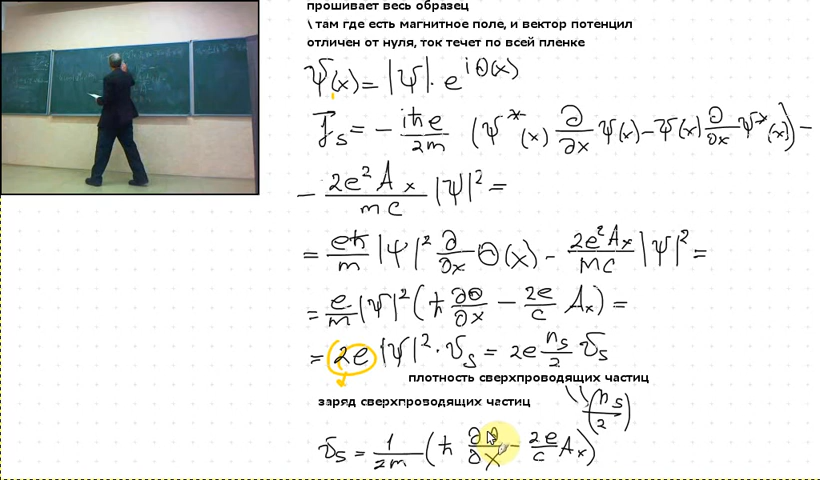 прошивает весь образец
\ там где есть магнитное поле, и вектор потенцил
отличен от нуля, ток течет по всей пленке
Ψ(x) = |Ψ| · e^{iθ(x)}
j⃗_s = − iħe/2m (Ψ*(x) ∂/∂x Ψ(x) − Ψ(x) ∂/∂x Ψ*(x)) −
− 2e²A_x/mc |Ψ|² =
= eħ/m |Ψ|² ∂/∂x θ(x) − 2e²A_x/mc |Ψ|² =
= e/m |Ψ|² (ħ ∂θ/∂x − 2e/c A_x) =
= 2e |Ψ|² · v_s = 2e n_s/2 v_s
плотность сверхпроводящих частиц
заряд сверхпроводящих частиц
\\ (n_s/2)
v_s = 1/2m (ħ ∂θ/∂x − 2e/c A_x)